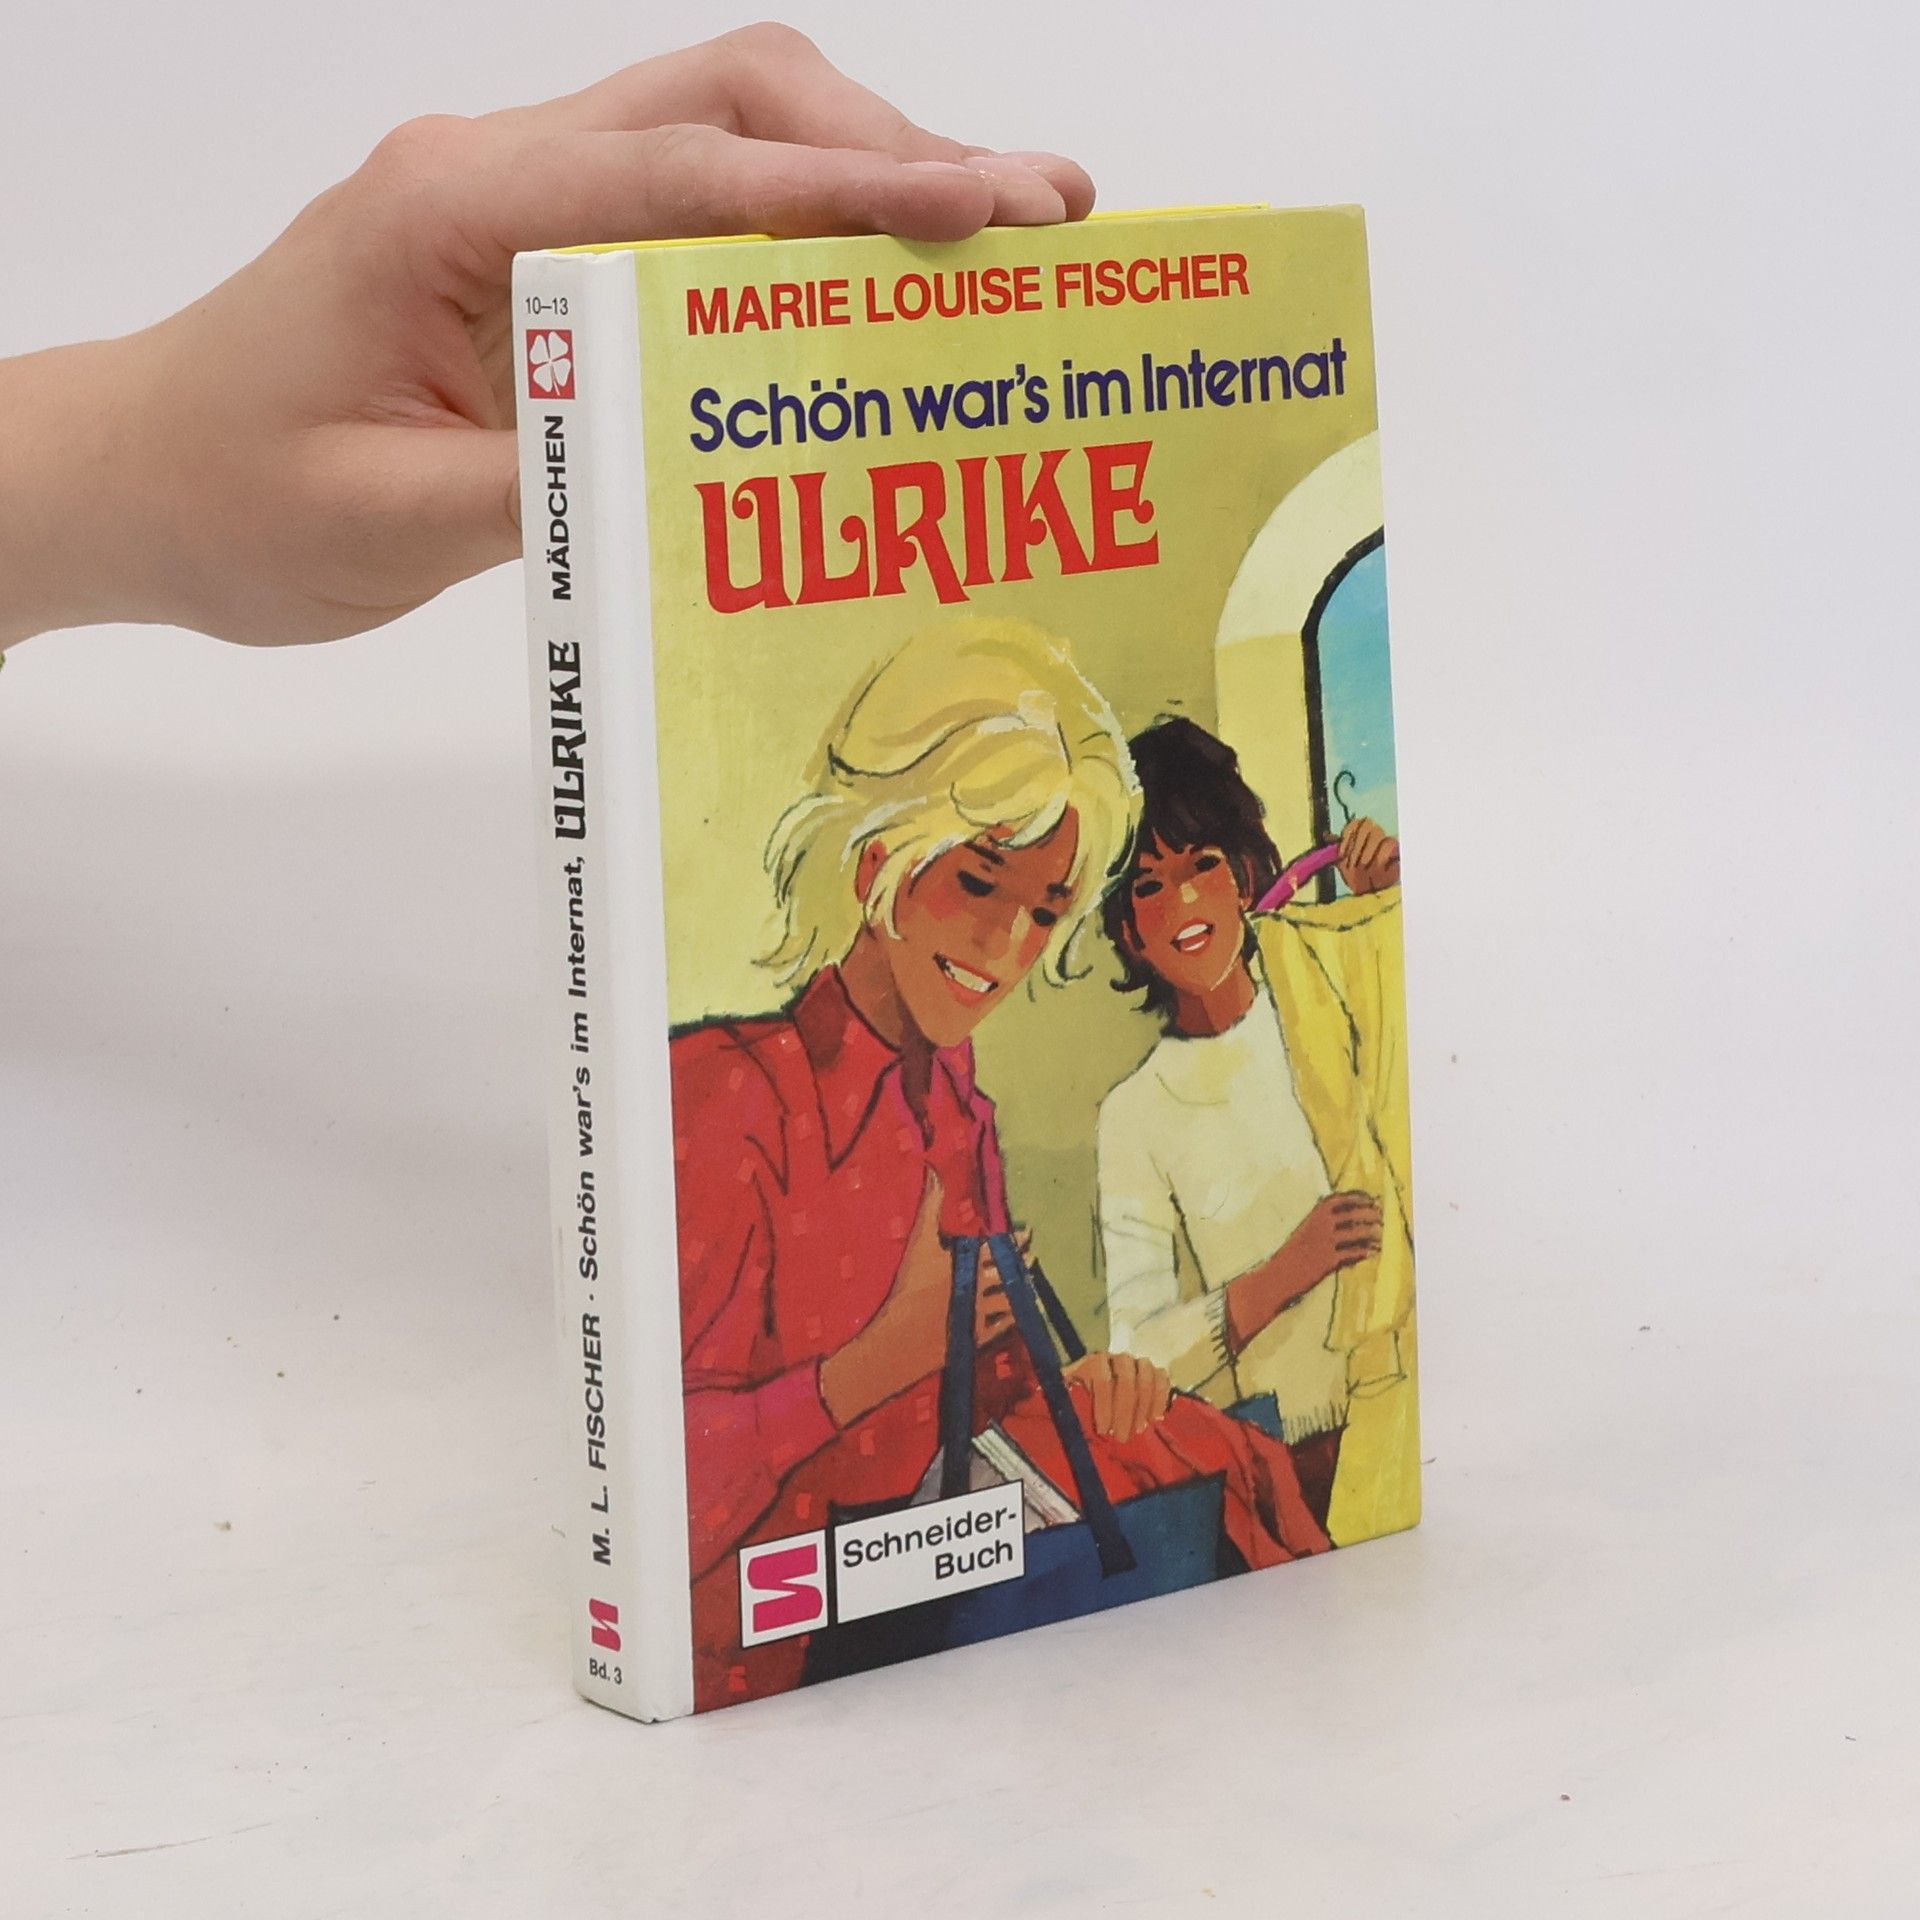 MARIE LOUISE FISCHER
Schön war's im Internat
ULRIKE
Schneider-
Buch
10–13
M. L. FISCHER · Schön war's im Internat, ULRIKE MÄDCHEN
Bd. 3